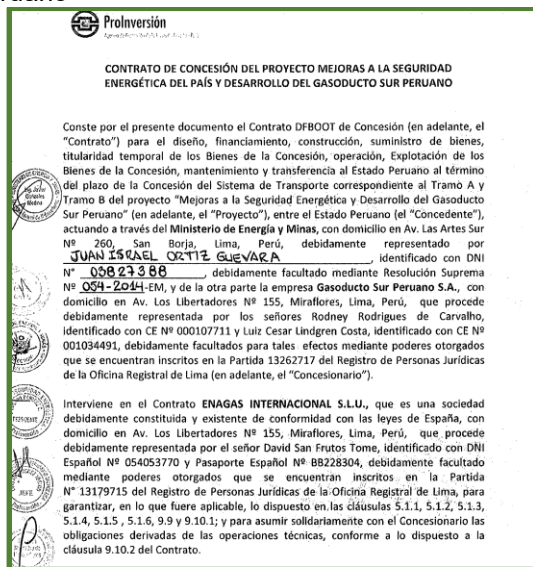 ProInversión
CONTRATO DE CONCESIÓN DEL PROYECTO MEJORAS A LA SEGURIDAD
ENERGÉTICA DEL PAÍS Y DESARROLLO DEL GASODUCTO SUR PERUANO
Conste por el presente documento el Contrato DFBOOT de Concesión (en adelante, el
"Contrato") para el diseño, financiamiento, construcción, suministro de bienes,
titularidad temporal de los Bienes de la Concesión, operación, Explotación de los
Bienes de la Concesión, mantenimiento y transferencia al Estado Peruano al término
del plazo de la Concesión del Sistema de Transporte correspondiente al Tramo A y
Tramo B del proyecto "Mejoras a la Seguridad Energética y Desarrollo del Gasoducto
Sur Peruano" (en adelante, el "Proyecto"), entre el Estado Peruano (el "Concedente"),
actuando a través del Ministerio de Energía y Minas, con domicilio en Av. Las Artes Sur
Nº 260, San Borja, Lima, Perú, debidamente representado por
JUAN ISRAEL ORTIZ GUEVARA, identificado con DNI
N° 03827388, debidamente facultado mediante Resolución Suprema
Nº 054-2014-EM, y de la otra parte la empresa Gasoducto Sur Peruano S.A., con
domicilio en Av. Los Libertadores Nº 155, Miraflores, Lima, Perú, que procede
debidamente representada por los señores Rodney Rodrigues de Carvalho,
identificado con CE Nº 000107711 y Luiz Cesar Lindgren Costa, identificado con CE Nº
001034491, debidamente facultados para tales efectos mediante poderes otorgados
que se encuentran inscritos en la Partida 13262717 del Registro de Personas Jurídicas
de la Oficina Registral de Lima (en adelante, el "Concesionario").
Interviene en el Contrato ENAGAS INTERNACIONAL S.L.U., que es una sociedad
debidamente constituida y existente de conformidad con las leyes de España, con
domicilio en Av. Los Libertadores Nº 155, Miraflores, Lima, Perú, que procede
debidamente representada por el señor David San Frutos Tome, identificado con DNI
Español Nº 054053770 y Pasaporte Español Nº BB228304, debidamente facultado
mediante poderes otorgados que se encuentran inscritos en la Partida
N° 13179715 del Registro de Personas Jurídicas de la Oficina Registral de Lima, para
garantizar, en lo que fuere aplicable, lo dispuesto en las cláusulas 5.1.1, 5.1.2, 5.1.3,
5.1.4, 5.1.5 , 5.1.6, 9.9 y 9.10.1; y para asumir solidariamente con el Concesionario las
obligaciones derivadas de las operaciones técnicas, conforme a lo dispuesto a la
cláusula 9.10.2 del Contrato.